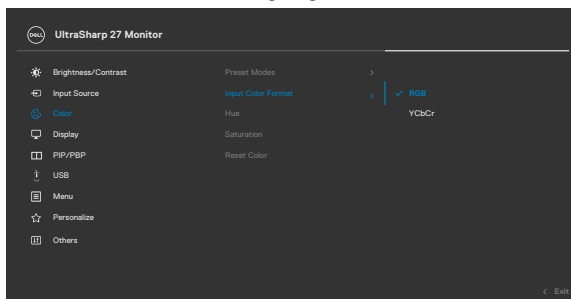 DELL UltraSharp 27 Monitor
Brightness/Contrast Preset Modes >
Input Source Input Color Format > ✓ RGB
Color Hue YCbCr
Display Saturation
PIP/PBP Reset Color
USB
Menu
Personalize
Others
< Exit